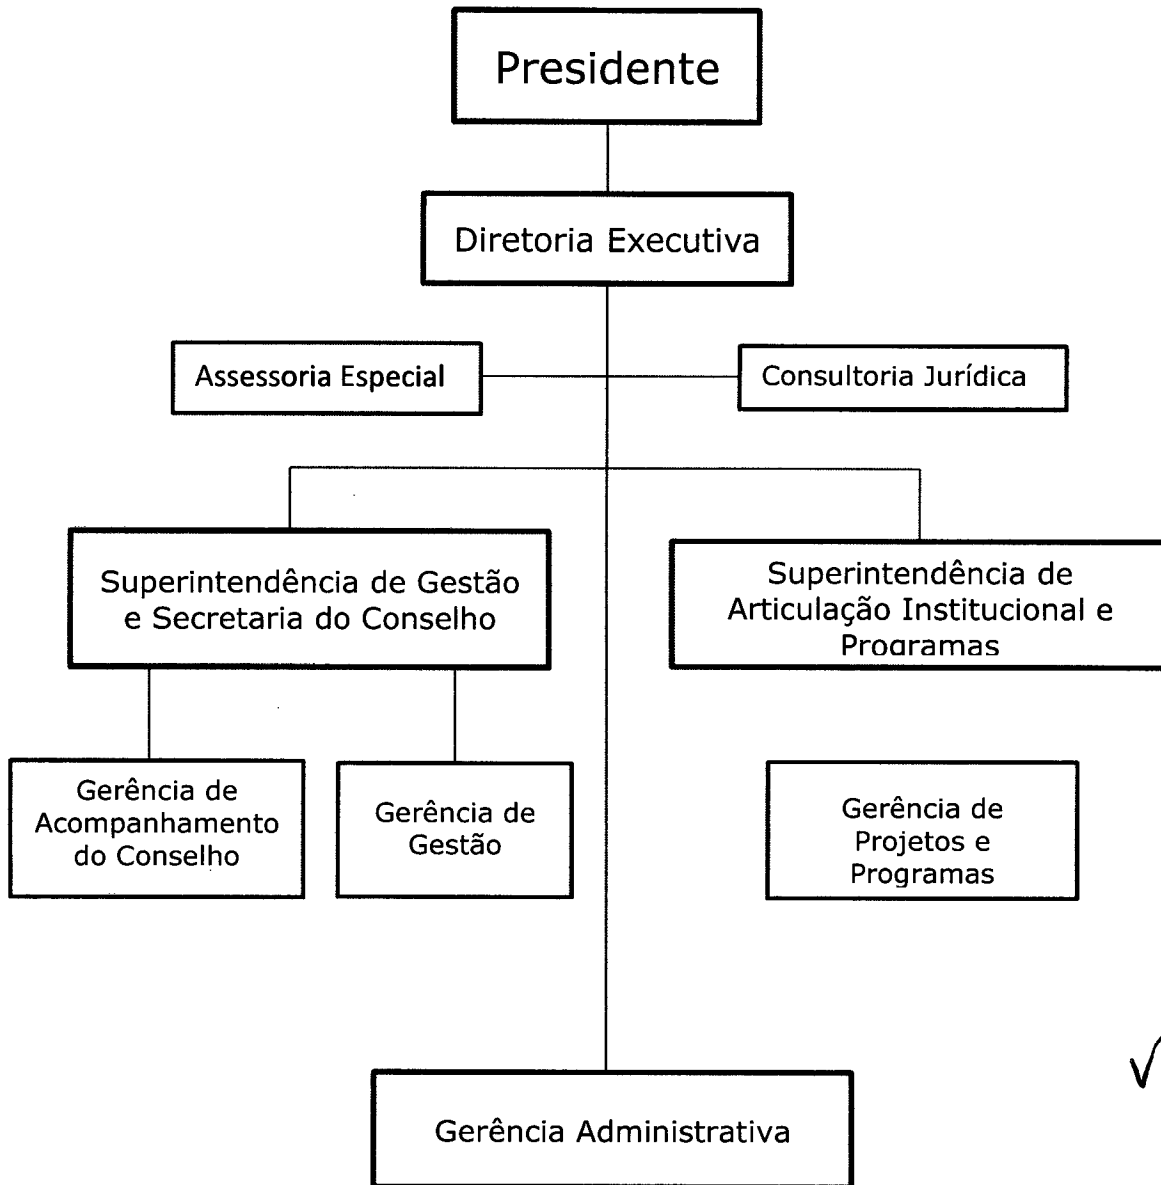 Presidente
Diretoria Executiva
Assessoria Especial
Consultoria Jurídica
Superintendência de Gestão
e Secretaria do Conselho
Superintendência de
Articulação Institucional e
Programas
Gerência de
Acompanhamento
do Conselho
Gerência de
Gestão
Gerência de
Projetos e
Programas
Gerência Administrativa